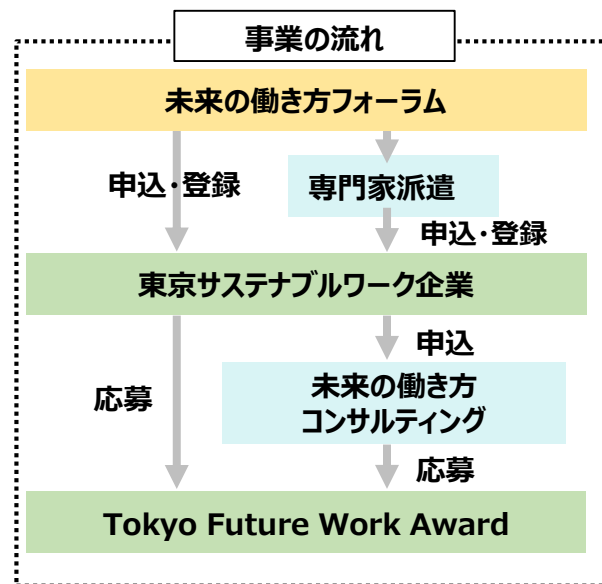 事業の流れ
未来の働き方フォーラム
申込・登録
専門家派遣
申込・登録
東京サステナブルワーク企業
申込
応募
未来の働き方
コンサルティング
応募
Tokyo Future Work Award